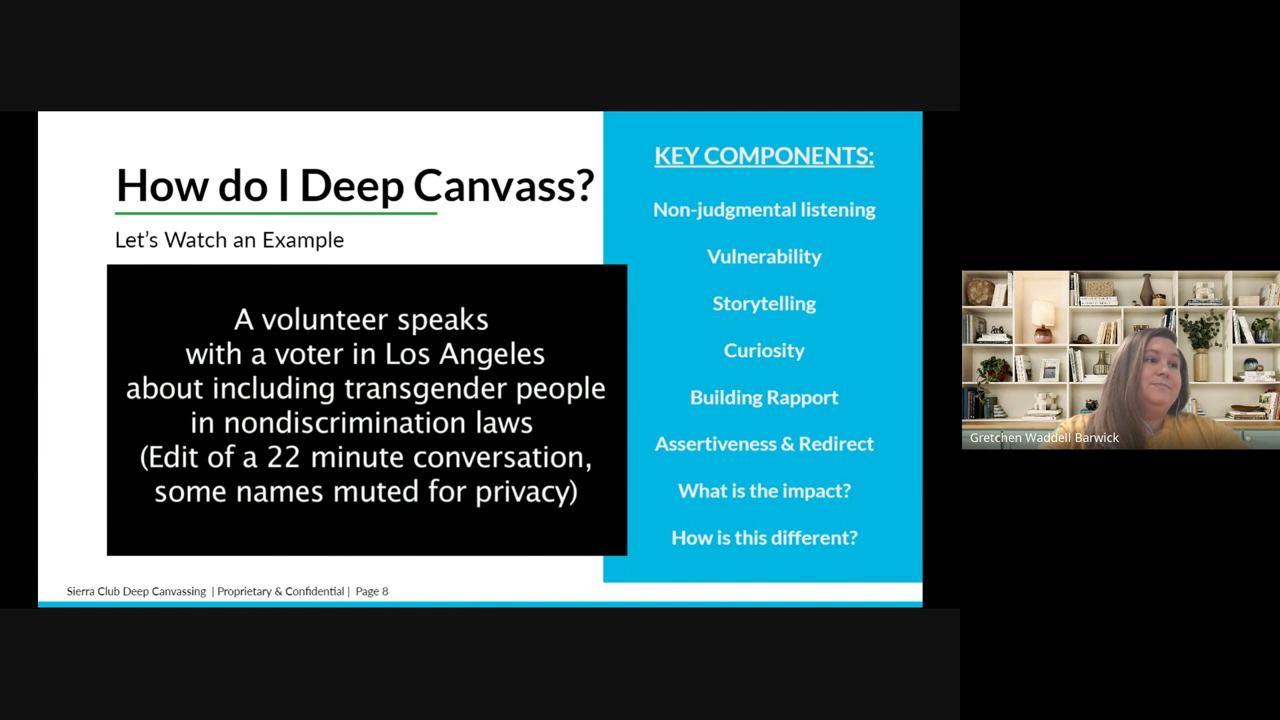 How do I Deep Canvass?
Let's Watch an Example
A volunteer speaks
with a voter in Los Angeles
about including transgender people
in nondiscrimination laws
(Edit of a 22 minute conversation,
some names muted for privacy)
Sierra Club Deep Canvassing | Proprietary & Confidential | Page 8
KEY COMPONENTS:
Non-judgmental listening
Vulnerability
Storytelling
Curiosity
Building Rapport
Assertiveness & Redirect
What is the impact?
How is this different?
Gretchen Waddell Barwick